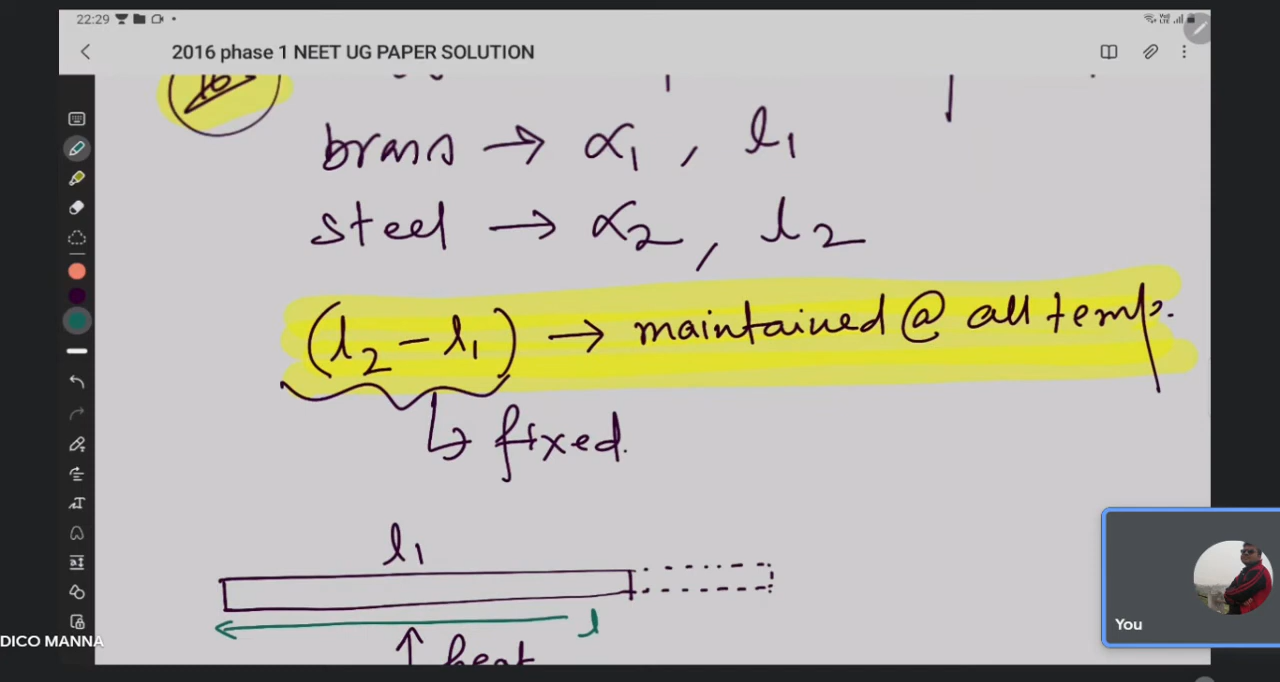 22:29
2016 phase 1 NEET UG PAPER SOLUTION
16
brass → α1 , l1
steel → α2 , l2
(l2 - l1) → maintained @ all temp.
↳ fixed.
l1
l
↑ heat
You
DICO MANNA